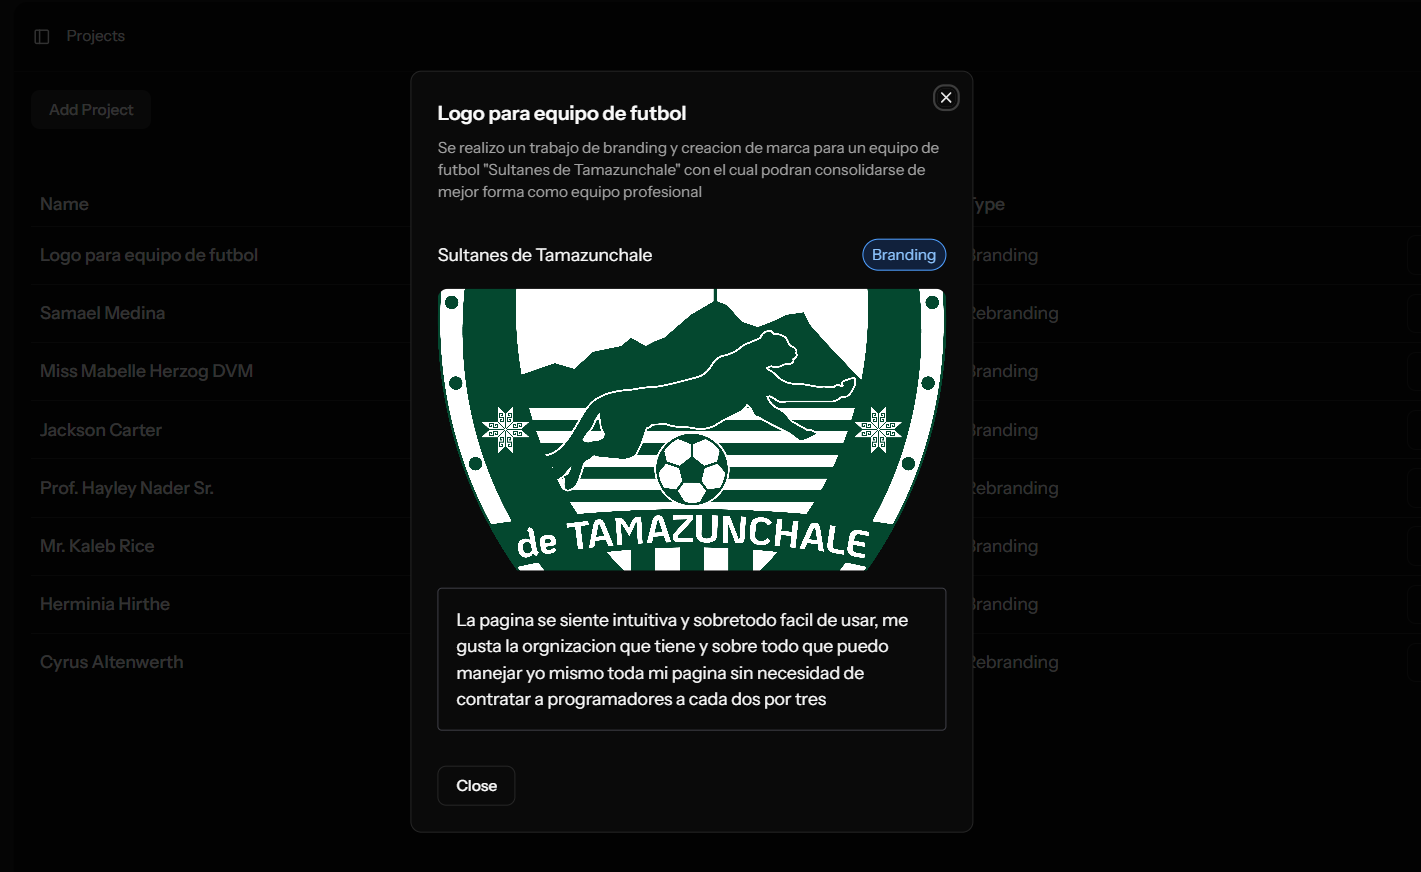 Projects
Add Project
Logo para equipo de futbol
Se realizo un trabajo de branding y creacion de marca para un equipo de
futbol "Sultanes de Tamazunchale" con el cual podran consolidarse de
mejor forma como equipo profesional
Sultanes de Tamazunchale
Branding
de TAMAZUNCHALE
La pagina se siente intuitiva y sobretodo facil de usar, me
gusta la orgnizacion que tiene y sobre todo que puedo
manejar yo mismo toda mi pagina sin necesidad de
contratar a programadores a cada dos por tres
Close
Name Type
Logo para equipo de futbol Branding
Samael Medina Rebranding
Miss Mabelle Herzog DVM Branding
Jackson Carter Branding
Prof. Hayley Nader Sr. Rebranding
Mr. Kaleb Rice Branding
Herminia Hirthe Branding
Cyrus Altenwerth Rebranding